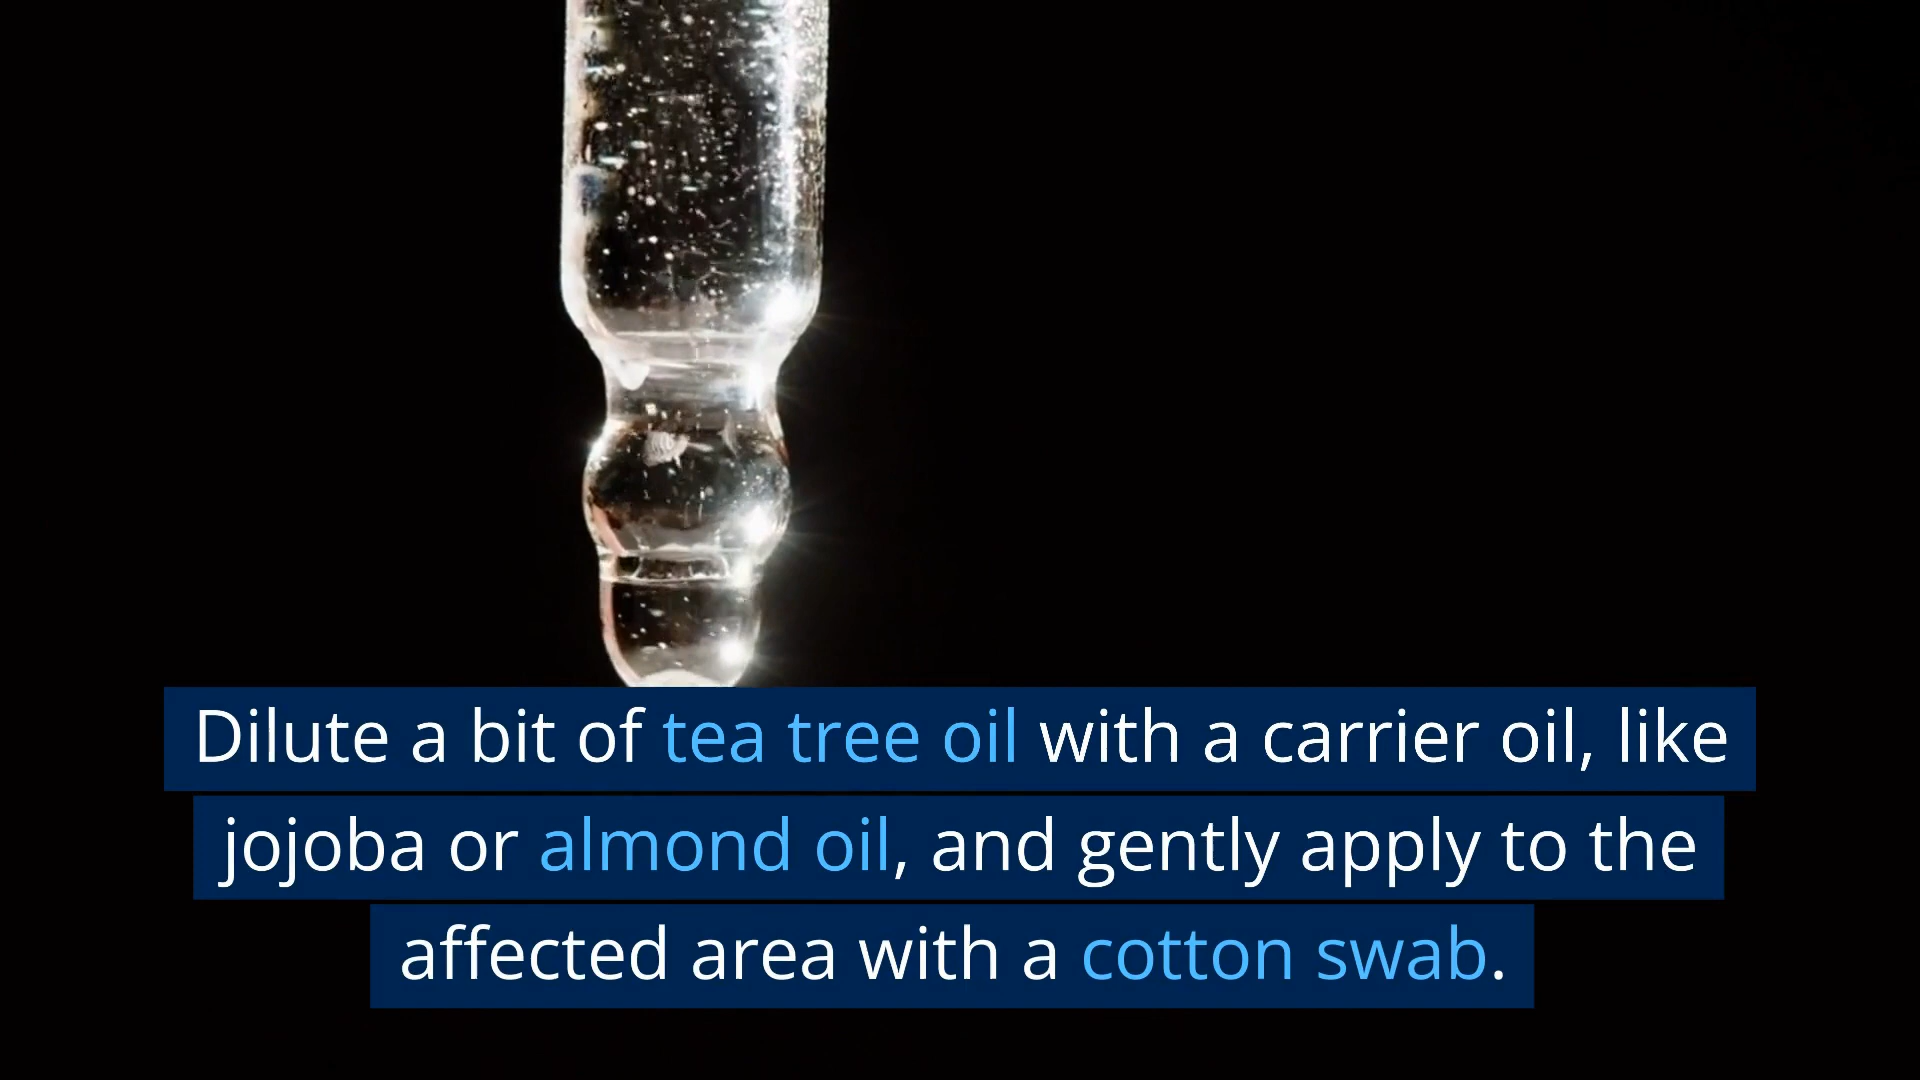 Dilute a bit of tea tree oil with a carrier oil, like
jojoba or almond oil, and gently apply to the
affected area with a cotton swab.